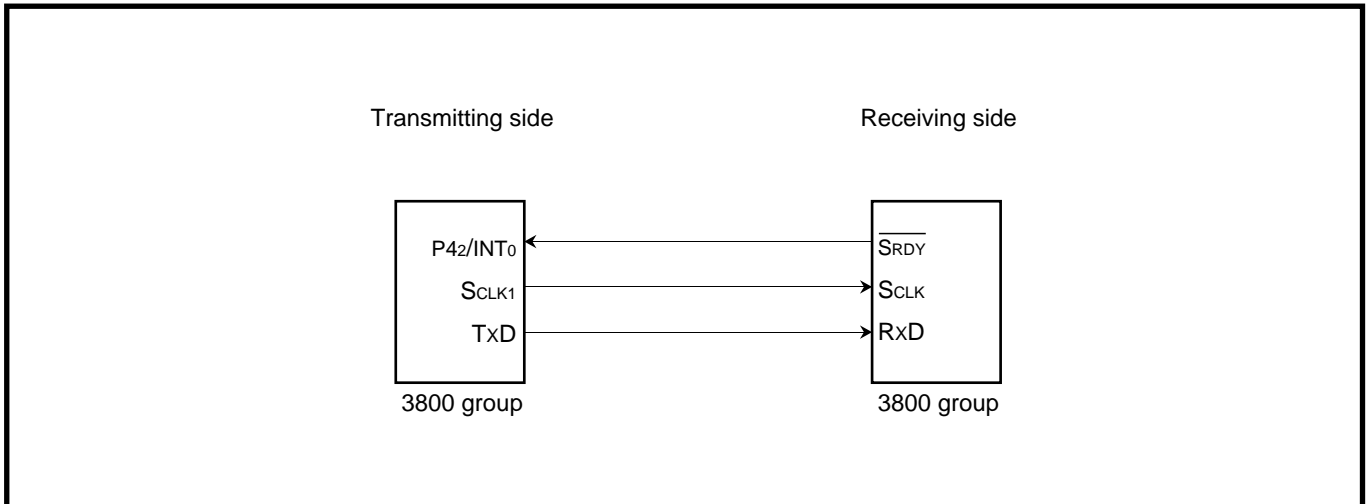 Transmitting side
Receiving side
P42/INT0
SRDY
SCLK1
SCLK
TxD
RxD
3800 group
3800 group